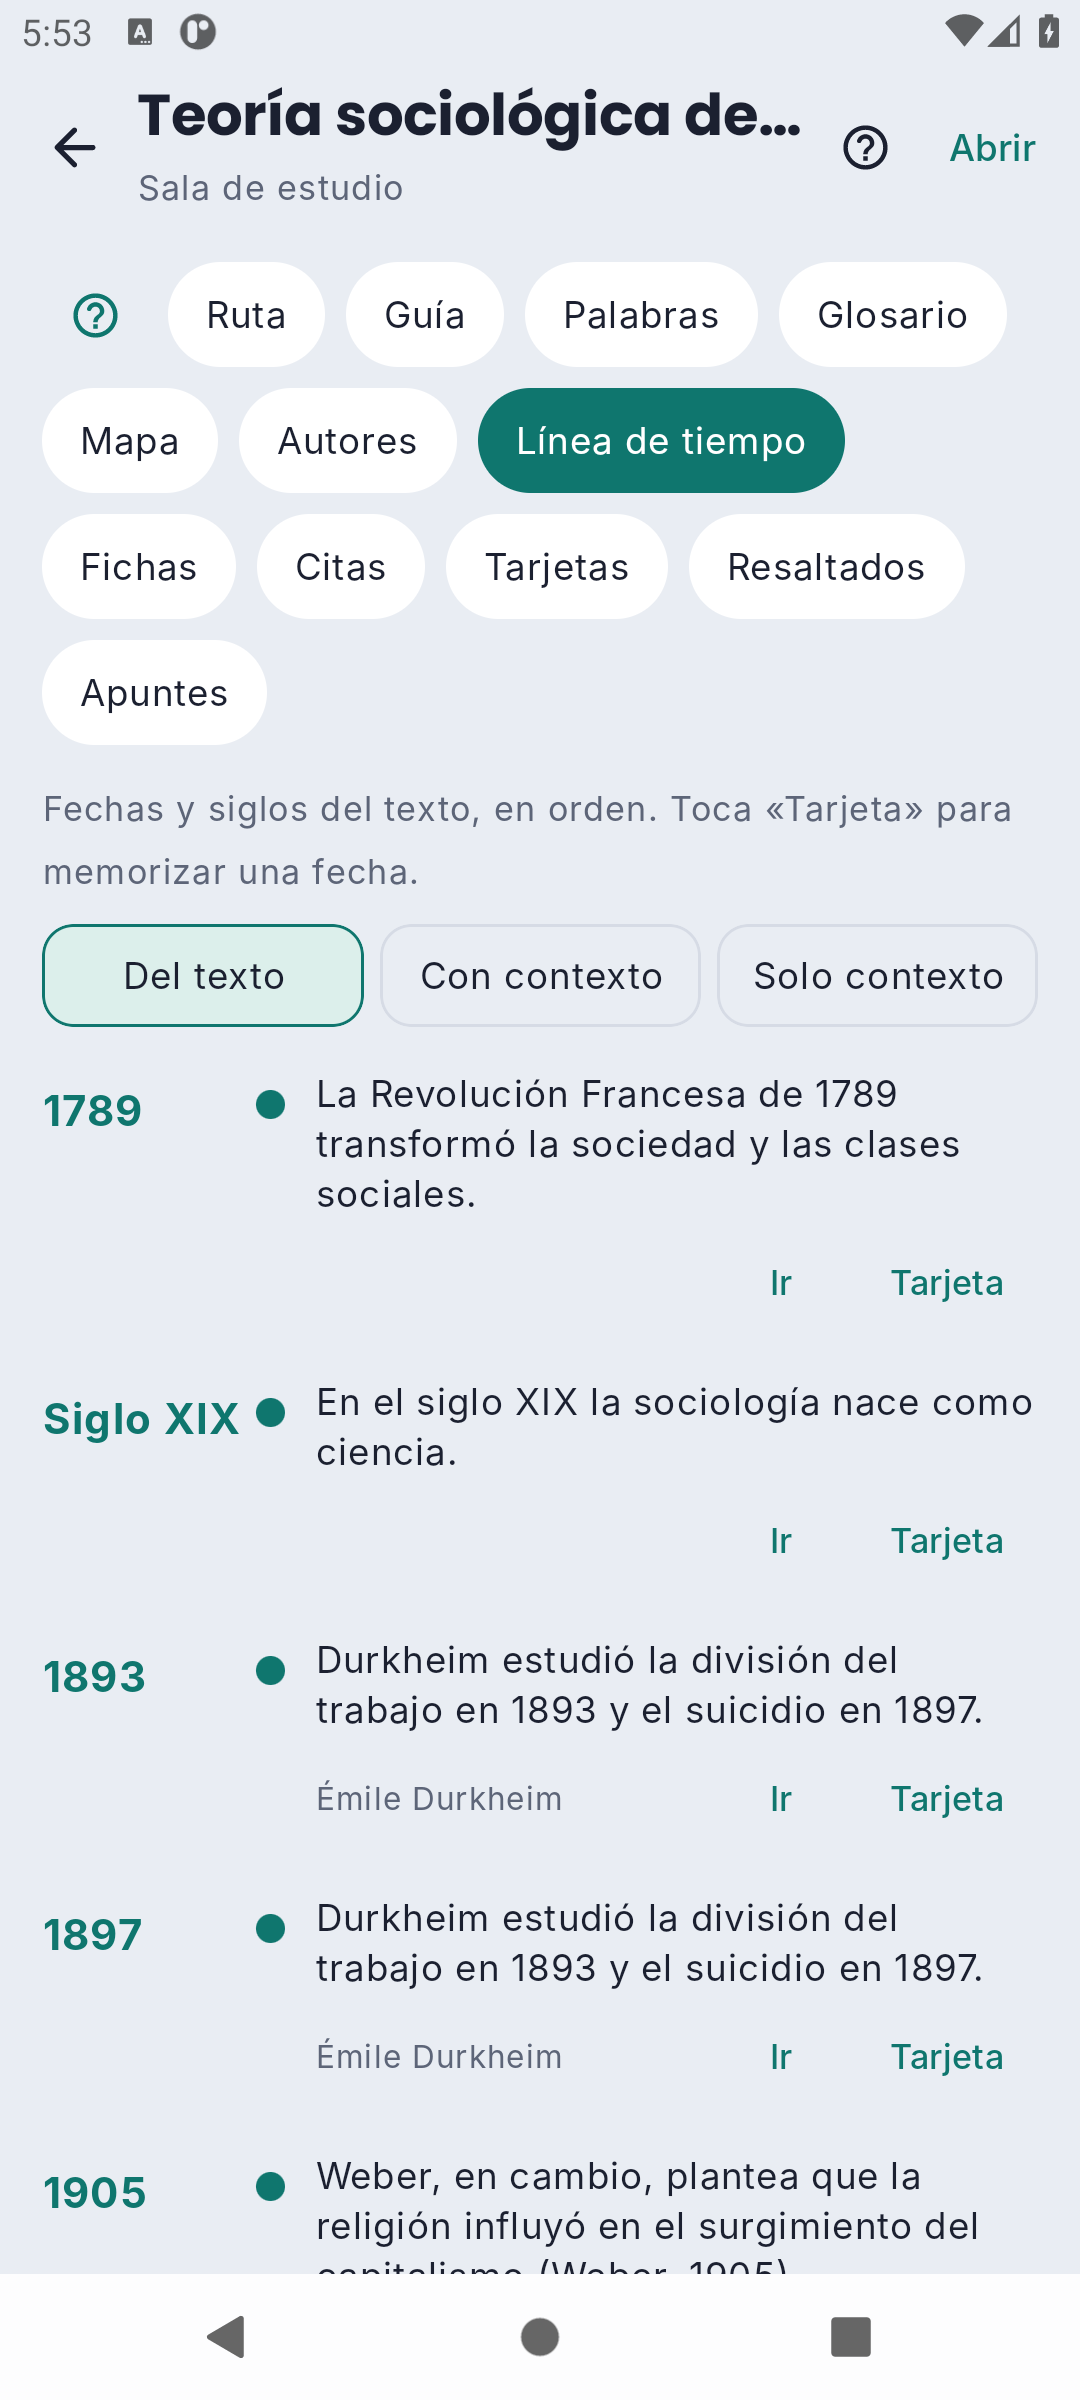 5:53
Teoría sociológica de...
Sala de estudio
Abrir
Ruta
Guía
Palabras
Glosario
Mapa
Autores
Línea de tiempo
Fichas
Citas
Tarjetas
Resaltados
Apuntes
Fechas y siglos del texto, en orden. Toca «Tarjeta» para
memorizar una fecha.
Del texto
Con contexto
Solo contexto
1789
La Revolución Francesa de 1789
transformó la sociedad y las clases
sociales.
Ir
Tarjeta
Siglo XIX
En el siglo XIX la sociología nace como
ciencia.
Ir
Tarjeta
1893
Durkheim estudió la división del
trabajo en 1893 y el suicidio en 1897.
Émile Durkheim
Ir
Tarjeta
1897
Durkheim estudió la división del
trabajo en 1893 y el suicidio en 1897.
Émile Durkheim
Ir
Tarjeta
1905
Weber, en cambio, plantea que la
religión influyó en el surgimiento del
capitalismo (Weber, 1905)